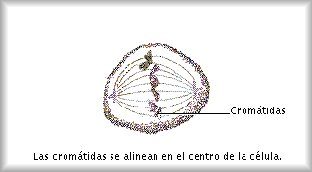 Cromátidas
Las cromátidas se alinean en el centro de la célula.